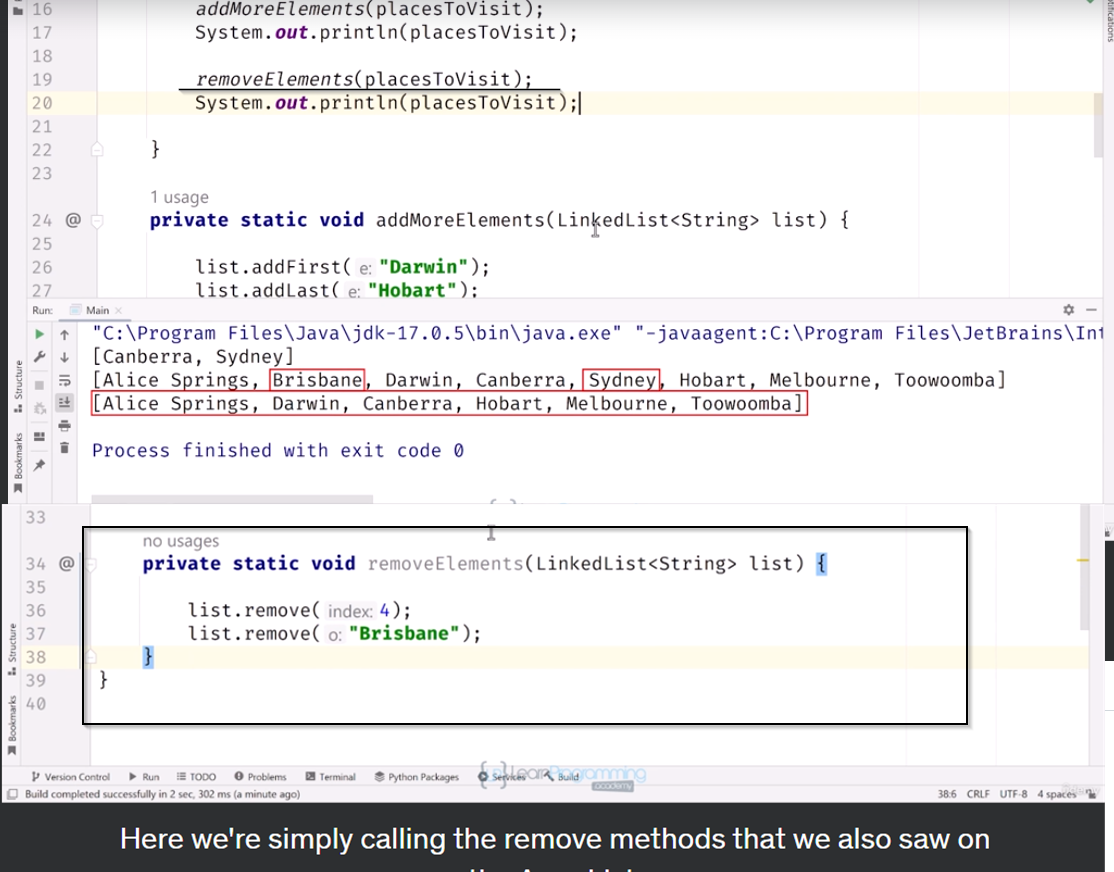 16 addMoreElements(placesToVisit);
17 System.out.println(placesToVisit);
18
19 removeElements(placesToVisit);
20 System.out.println(placesToVisit);
21
22 }
23
1 usage
24 @ private static void addMoreElements(LinkedList<String> list) {
25
26 list.addFirst( e: "Darwin");
27 list.addLast( e: "Hobart");
Run: Main
"C:\Program Files\Java\jdk-17.0.5\bin\java.exe" "-javaagent:C:\Program Files\JetBrains\Int
[Canberra, Sydney]
[Alice Springs, Brisbane, Darwin, Canberra, Sydney, Hobart, Melbourne, Toowoomba]
[Alice Springs, Darwin, Canberra, Hobart, Melbourne, Toowoomba]
Process finished with exit code 0
Structure
Bookmarks
33
no usages
34 @ private static void removeElements(LinkedList<String> list) {
35
36 list.remove( index: 4);
37 list.remove( o: "Brisbane");
38 }
39 }
40
Structure
Bookmarks
Version Control Run TODO Problems Terminal Python Packages Services Build
LearnProgramming
academy
Build completed successfully in 2 sec, 302 ms (a minute ago) 38:6 CRLF UTF-8 4 spaces
Here we're simply calling the remove methods that we also saw on